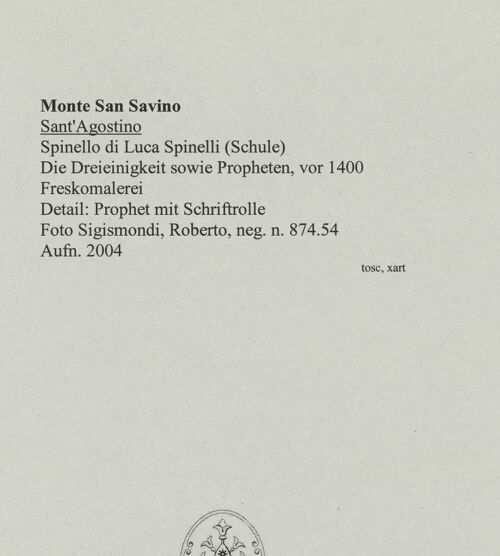 Monte San Savino
Sant'Agostino
Spinello di Luca Spinelli (Schule)
Die Dreieinigkeit sowie Propheten, vor 1400
Freskomalerei
Detail: Prophet mit Schriftrolle
Foto Sigismondi, Roberto, neg. n. 874.54
Aufn. 2004
tosc, xart